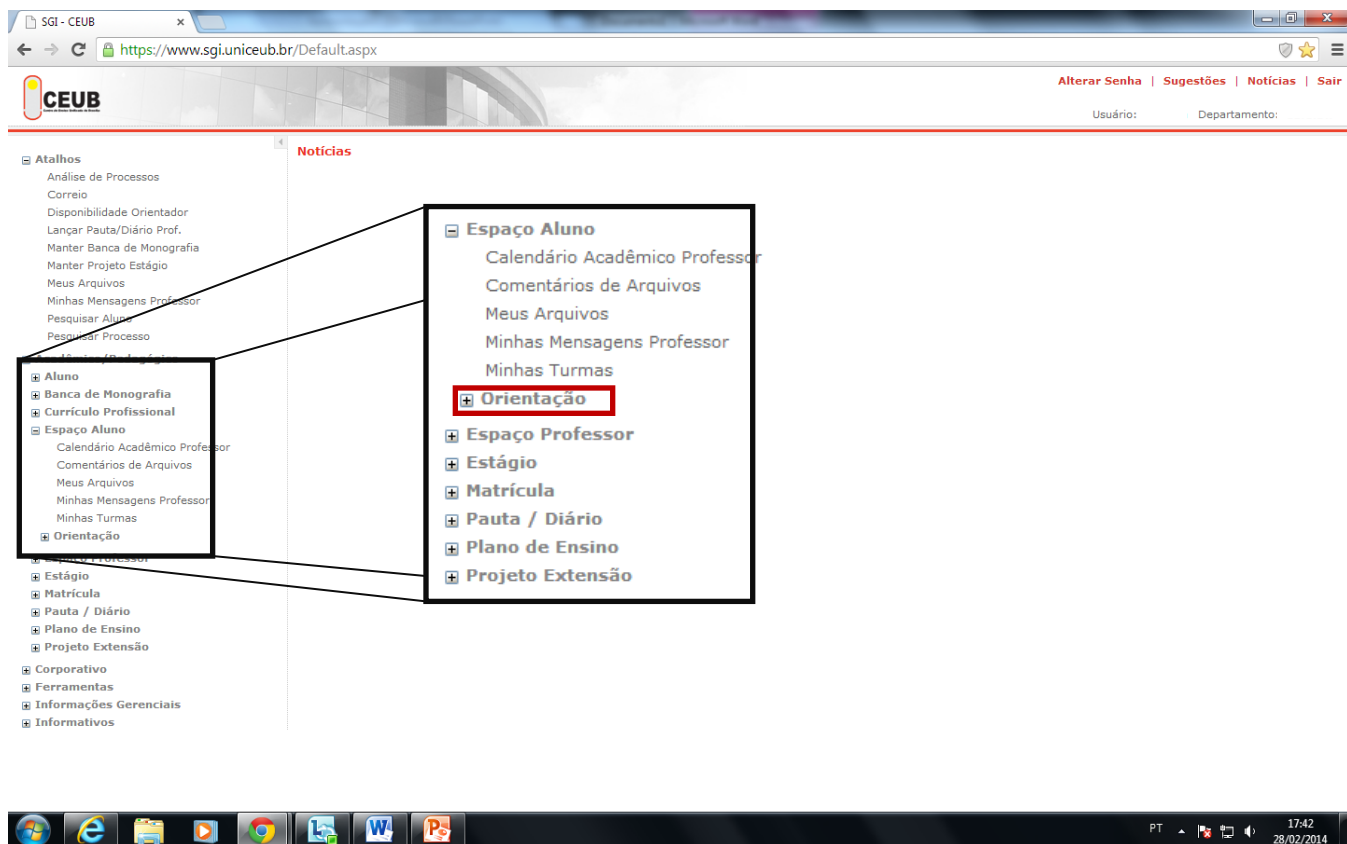 SGI - CEUB
https://www.sgi.uniceub.br/Default.aspx
CEUB
Alterar Senha | Sugestões | Notícias | Sair
Usuário: Departamento:
Atalhos
Análise de Processos
Correio
Disponibilidade Orientador
Lançar Pauta/Diário Prof.
Manter Banca de Monografia
Manter Projeto Estágio
Meus Arquivos
Minhas Mensagens Professor
Pesquisar Aluno
Pesquisar Processo
Aluno
Banca de Monografia
Currículo Profissional
Espaço Aluno
Calendário Acadêmico Professor
Comentários de Arquivos
Meus Arquivos
Minhas Mensagens Professor
Minhas Turmas
Orientação
Espaço Professor
Estágio
Matrícula
Pauta / Diário
Plano de Ensino
Projeto Extensão
Corporativo
Ferramentas
Informações Gerenciais
Informativos
Notícias
Espaço Aluno
Calendário Acadêmico Professor
Comentários de Arquivos
Meus Arquivos
Minhas Mensagens Professor
Minhas Turmas
Orientação
Espaço Professor
Estágio
Matrícula
Pauta / Diário
Plano de Ensino
Projeto Extensão
PT
17:42
28/02/2014